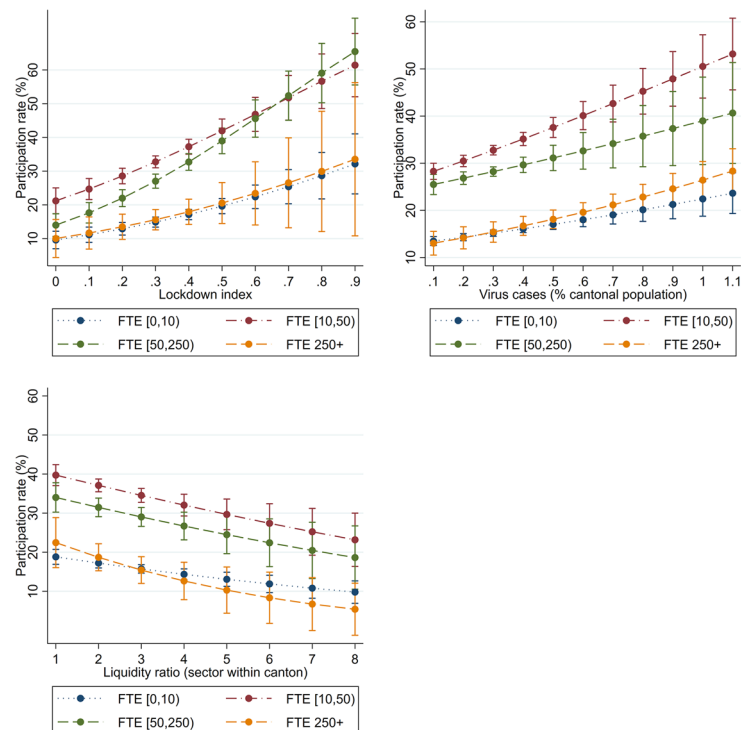 Participation rate (%)
60
50
40
30
20
10
0 .1 .2 .3 .4 .5 .6 .7 .8 .9
Lockdown index
FTE [0,10) FTE [10,50)
FTE [50,250) FTE 250+
Participation rate (%)
60
50
40
30
20
10
.1 .2 .3 .4 .5 .6 .7 .8 .9 1 1.1
Virus cases (% cantonal population)
FTE [0,10) FTE [10,50)
FTE [50,250) FTE 250+
Participation rate (%)
60
50
40
30
20
10
1 2 3 4 5 6 7 8
Liquidity ratio (sector within canton)
FTE [0,10) FTE [10,50)
FTE [50,250) FTE 250+